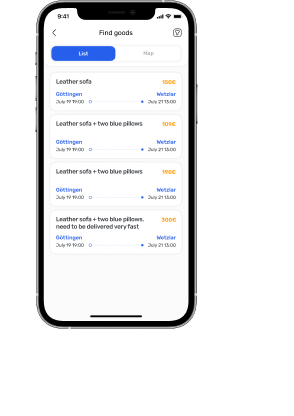 9:41
Find goods
List Map
Leather sofa 150€
Göttingen Wetzlar
July 19 19:00 July 21 13:00
Leather sofa + two blue pillows 109€
Göttingen Wetzlar
July 19 19:00 July 21 13:00
Leather sofa + two blue pillows 190€
Göttingen Wetzlar
July 19 19:00 July 21 13:00
Leather sofa + two blue pillows. 300€
need to be delivered very fast
Göttingen Wetzlar
July 19 19:00 July 21 13:00